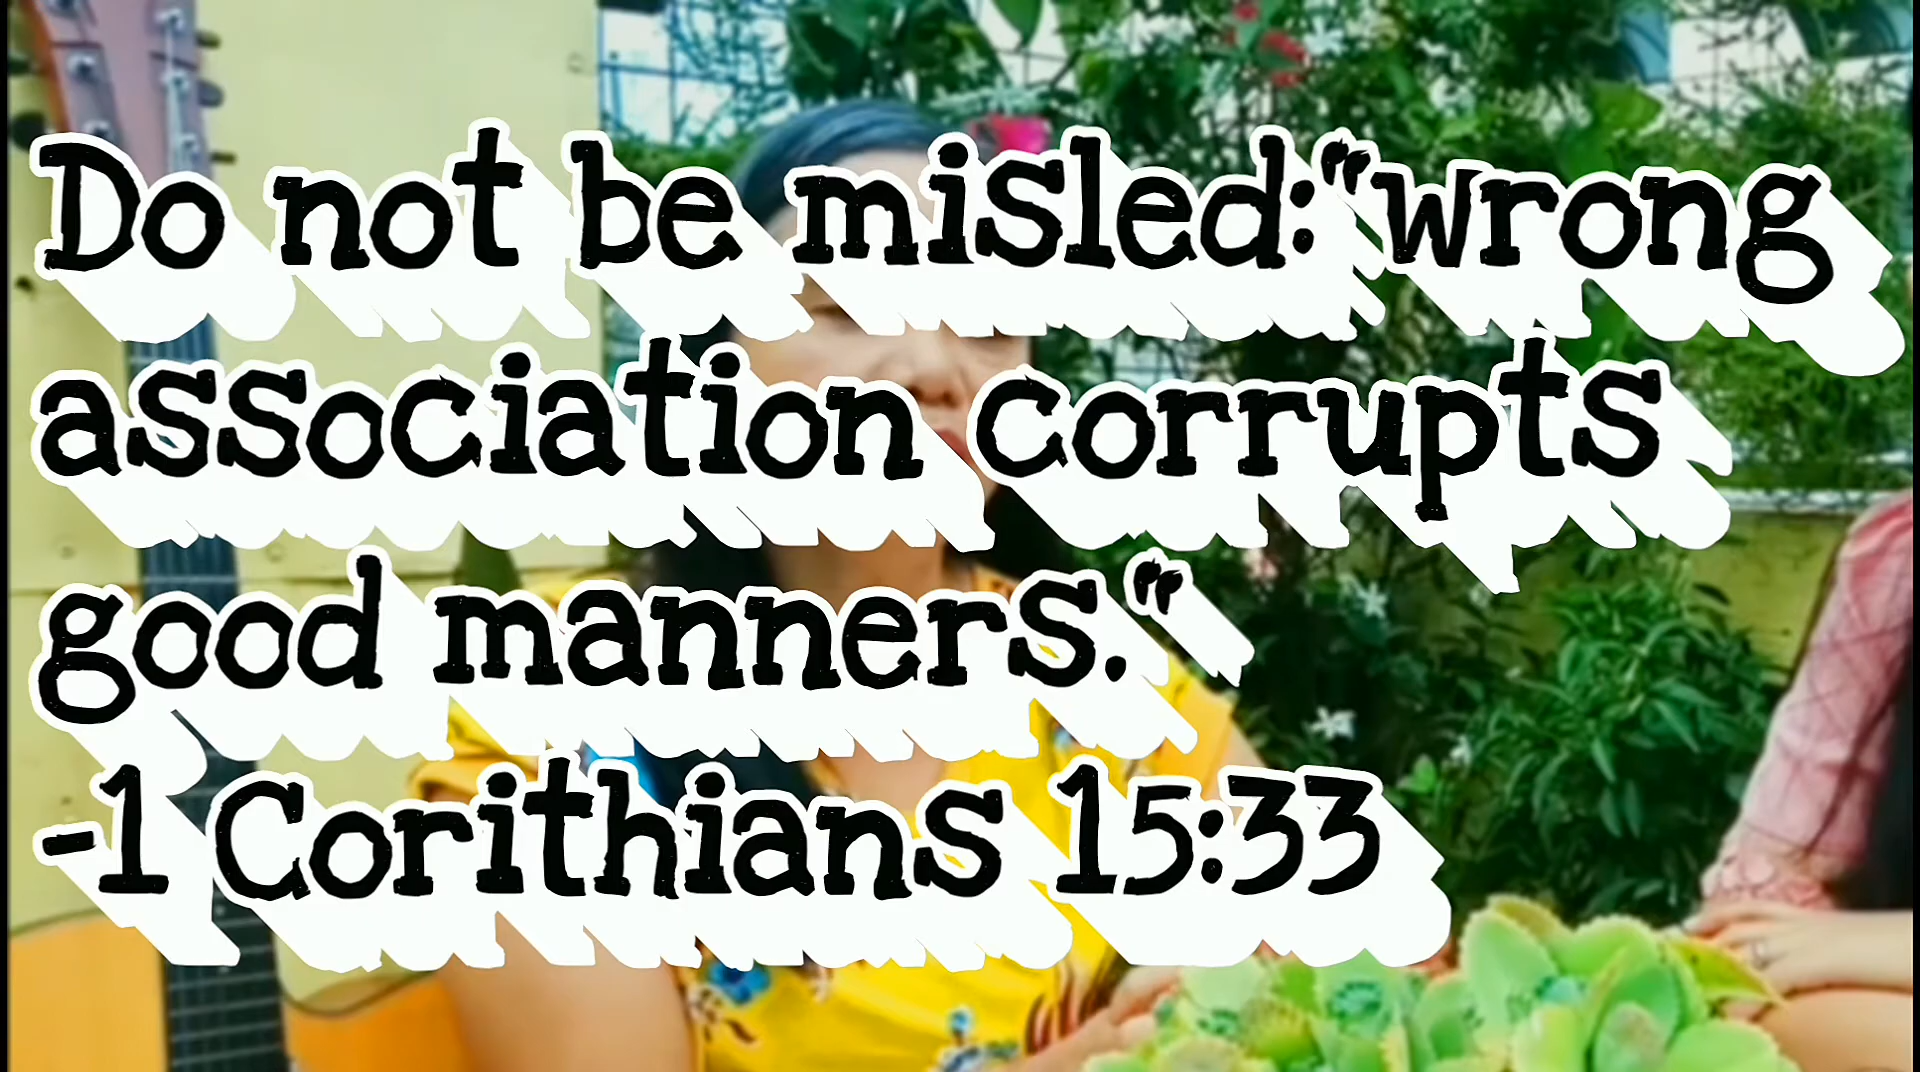 Do not be misled:"wrong
association corrupts
good manners."
-1 Corithians 15:33